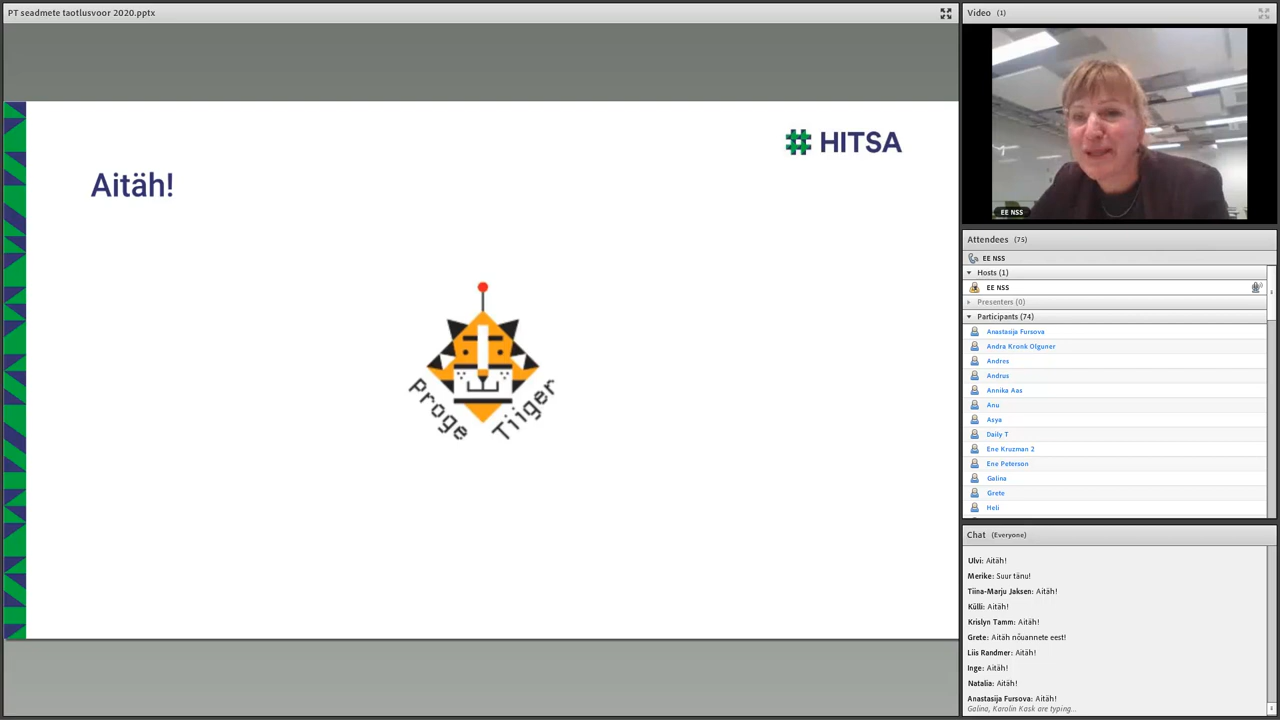 PT seadmete taotlusvoor 2020.pptx
# HITSA
Aitäh!
Proge Tiiger
Video (1)
EE NSS
Attendees (75)
EE NSS
Hosts (1)
EE NSS
Presenters (0)
Participants (74)
Anastasija Fursova
Andra Kronk Olguner
Andres
Andrus
Annika Aas
Anu
Asya
Daily T
Ene Kruzman 2
Ene Peterson
Galina
Grete
Heli
Chat (Everyone)
Ulvi: Aitäh!
Merike: Suur tänu!
Tiina-Marju Jaksen: Aitäh!
Külli: Aitäh!
Krislyn Tamm: Aitäh!
Grete: Aitäh nõuannete eest!
Liis Randmer: Aitäh!
Inge: Aitäh!
Natalia: Aitäh!
Anastasija Fursova: Aitäh!
Galina, Karolin Kask are typing...